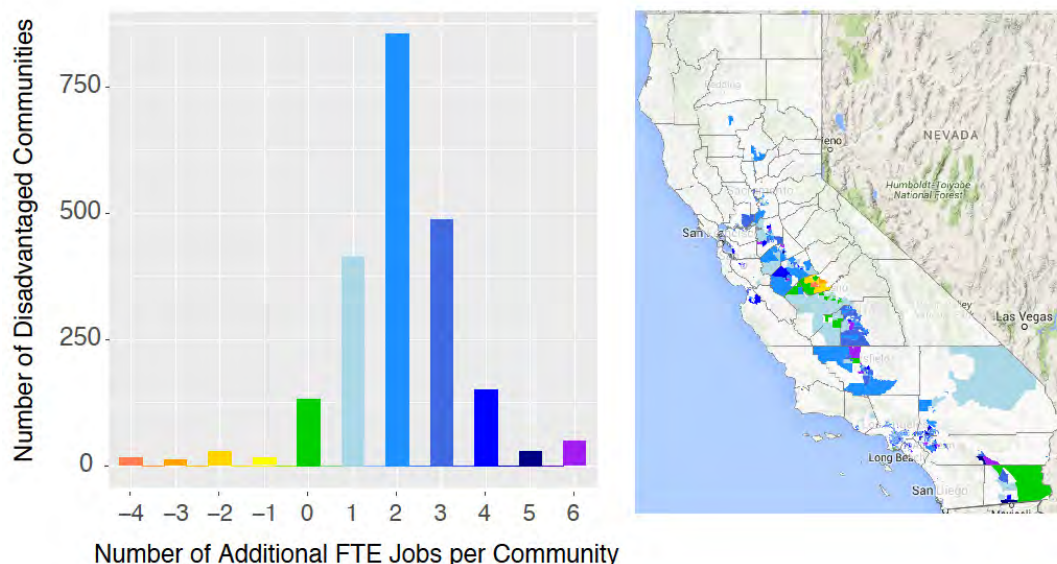 Number of Disadvantaged Communities
750
500
250
0
−4 −3 −2 −1 0 1 2 3 4 5 6
Number of Additional FTE Jobs per Community
NEVADA
Humboldt-Toiyabe
National Forest
Sacramento
Las Vegas
Long Beach
San Diego